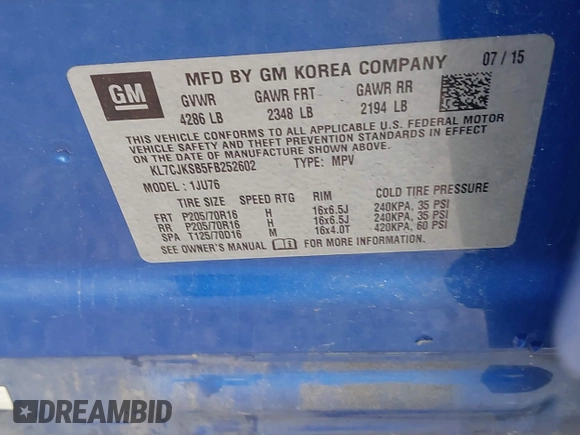 GM
MFD BY GM KOREA COMPANY 07 / 15
GVWR GAWR FRT GAWR RR
4286 LB 2348 LB 2194 LB
THIS VEHICLE CONFORMS TO ALL APPLICABLE U.S. FEDERAL MOTOR
VEHICLE SAFETY AND THEFT PREVENTION STANDARDS IN EFFECT
ON THE DATE OF MANUFACTURE SHOWN ABOVE.
KL7CJKSB5FB252602 TYPE: MPV
MODEL : 1JU76
TIRE SIZE SPEED RTG RIM COLD TIRE PRESSURE
FRT P205/70R16 H 16x6.5J 240KPA, 35 PSI
RR P205/70R16 H 16x6.5J 240KPA, 35 PSI
SPA T125/70D16 M 16x4.0T 420KPA, 60 PSI
SEE OWNER'S MANUAL i FOR MORE INFORMATION.
DREAMBID